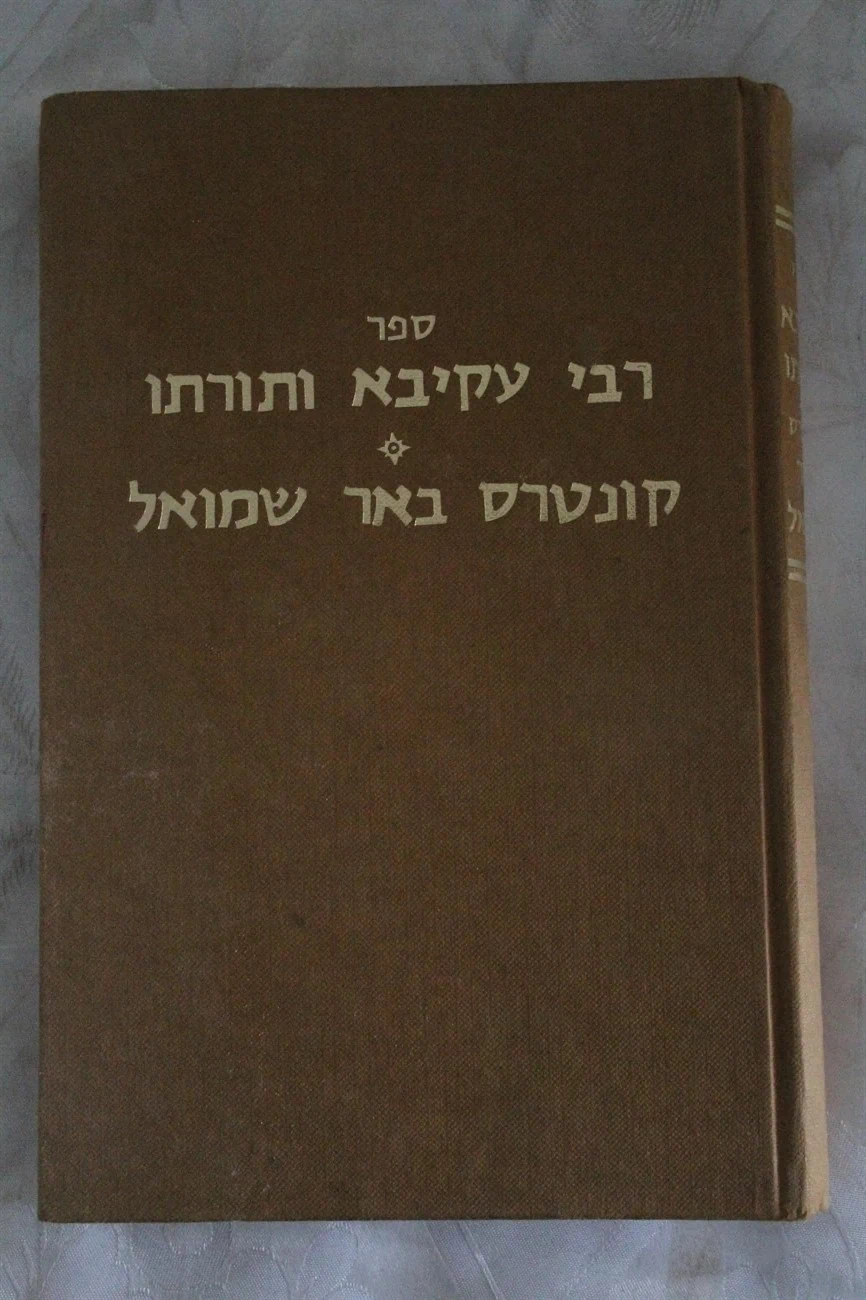 ספר
רבי עקיבא ותורתו
קונטרס באר שמואל